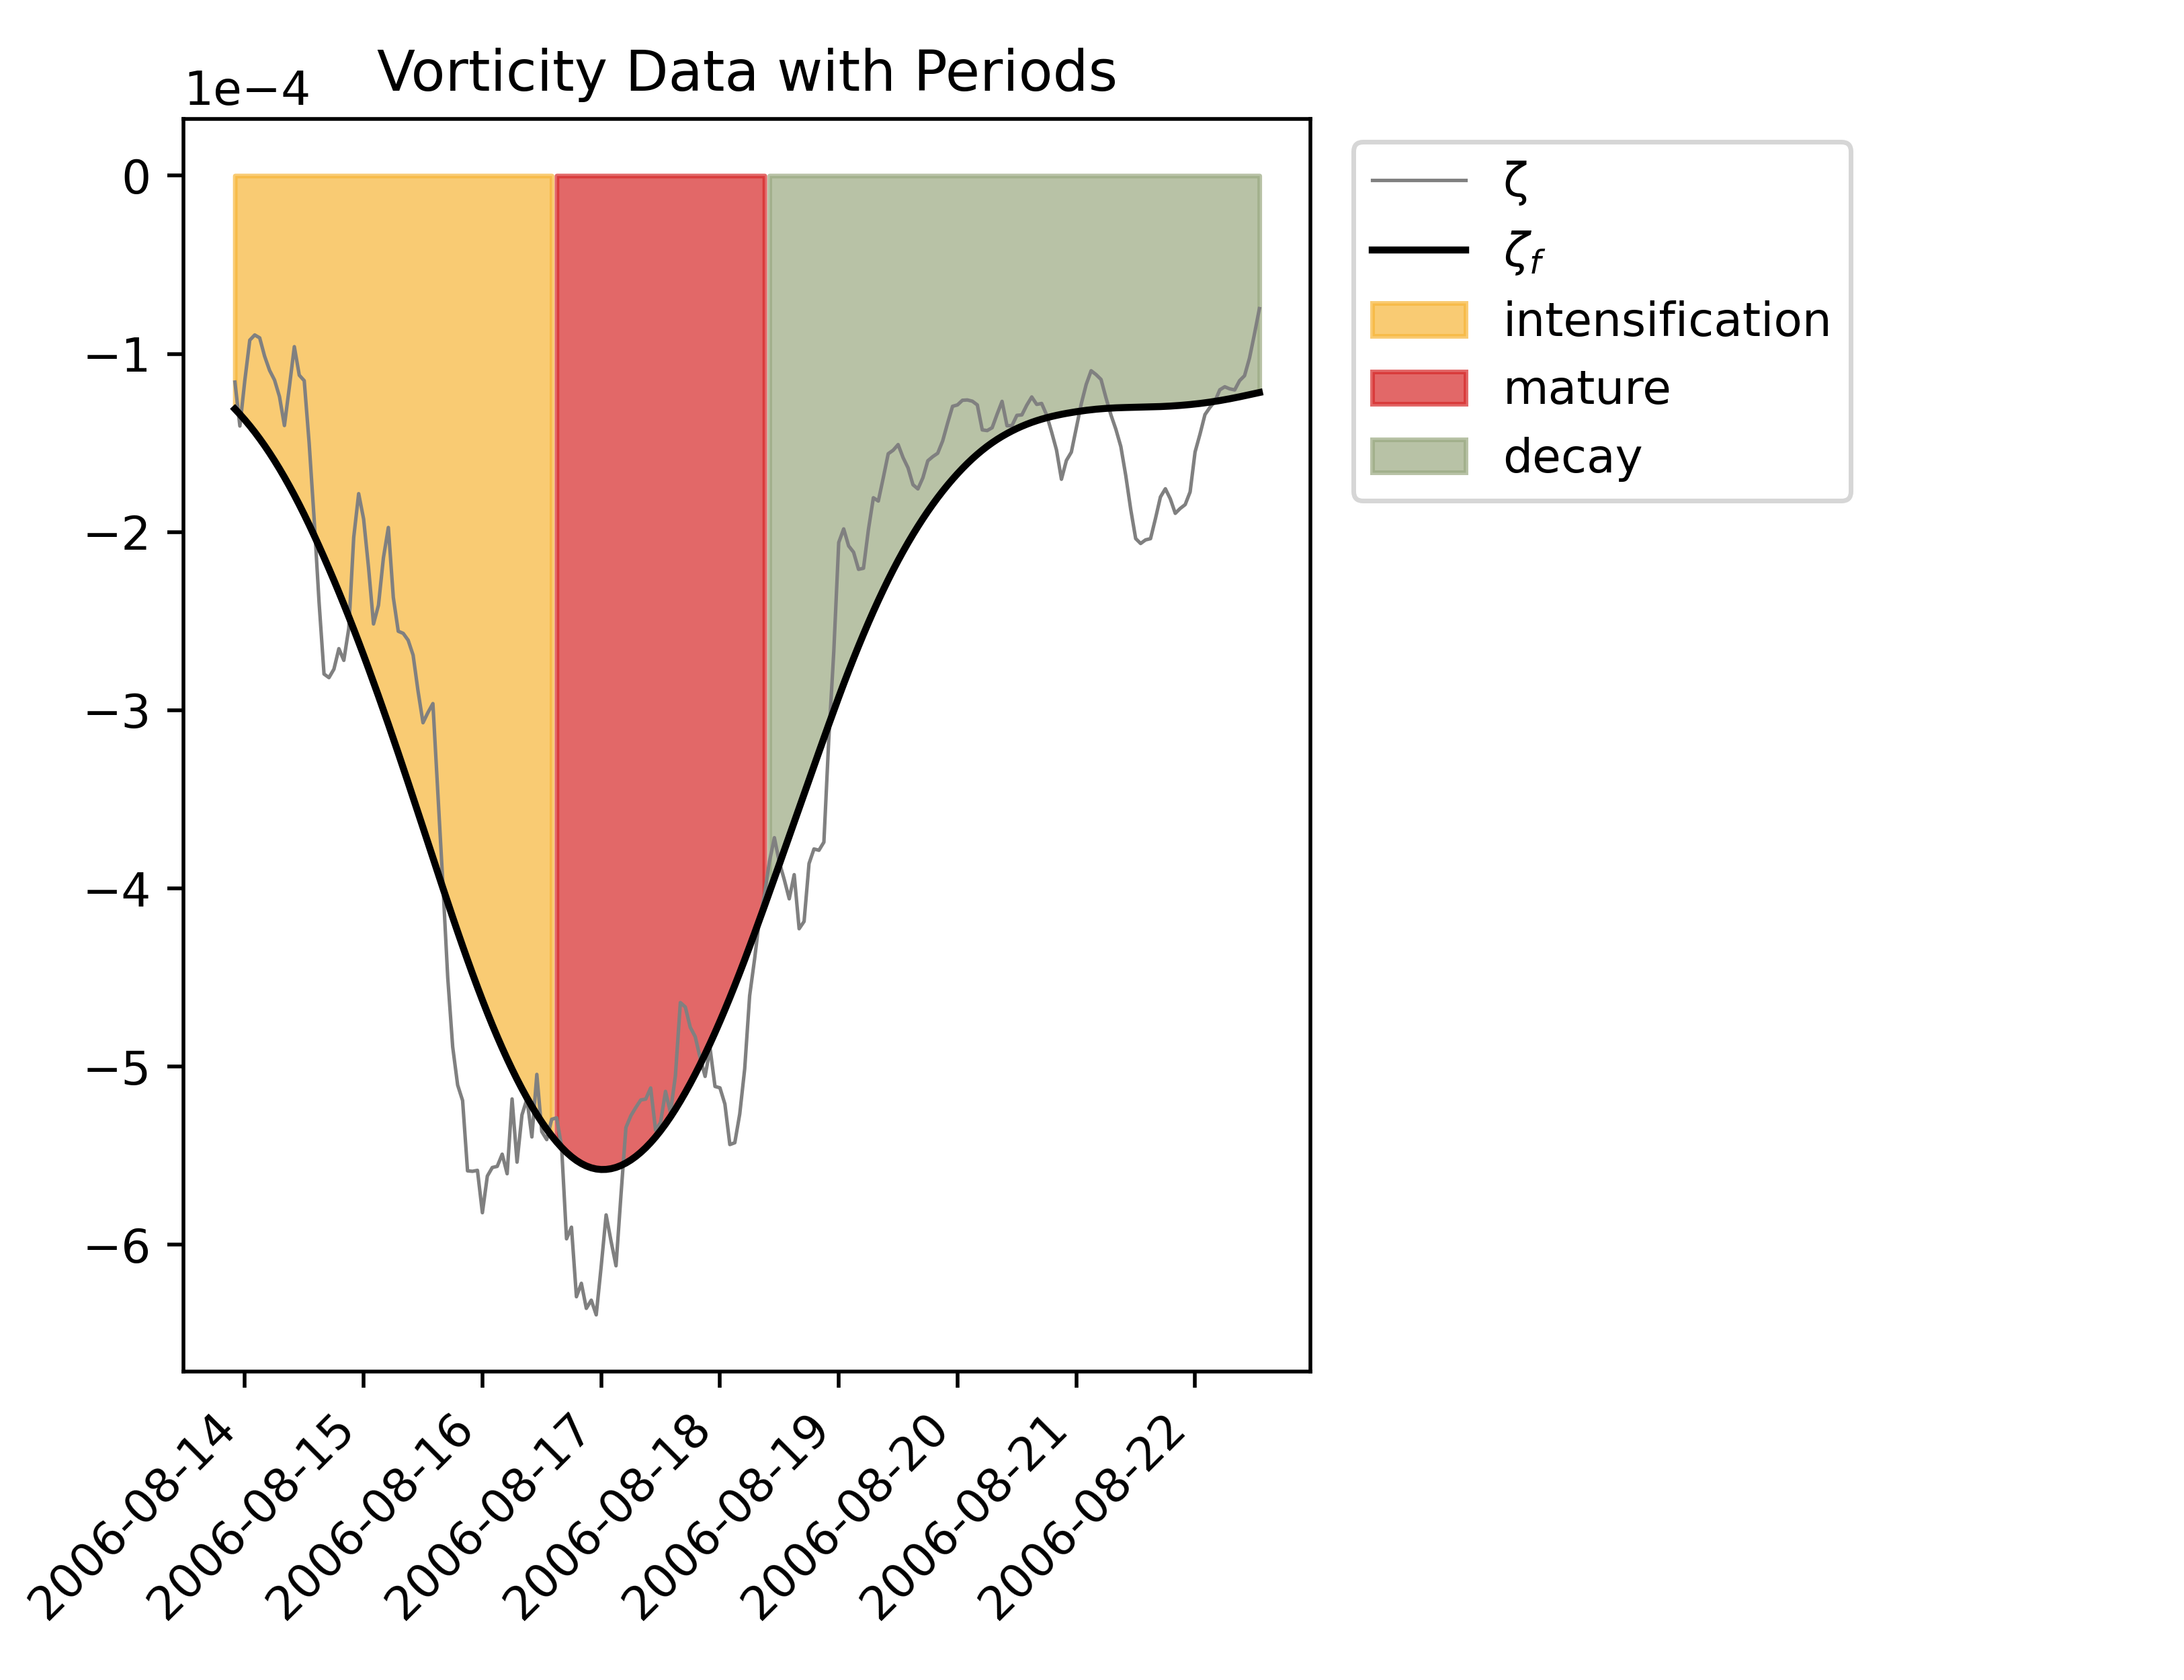 Vorticity Data with Periods
1e−4
0
−1
−2
−3
−4
−5
−6
2006-08-14
2006-08-15
2006-08-16
2006-08-17
2006-08-18
2006-08-19
2006-08-20
2006-08-21
2006-08-22
ζ
ζf
intensification
mature
decay